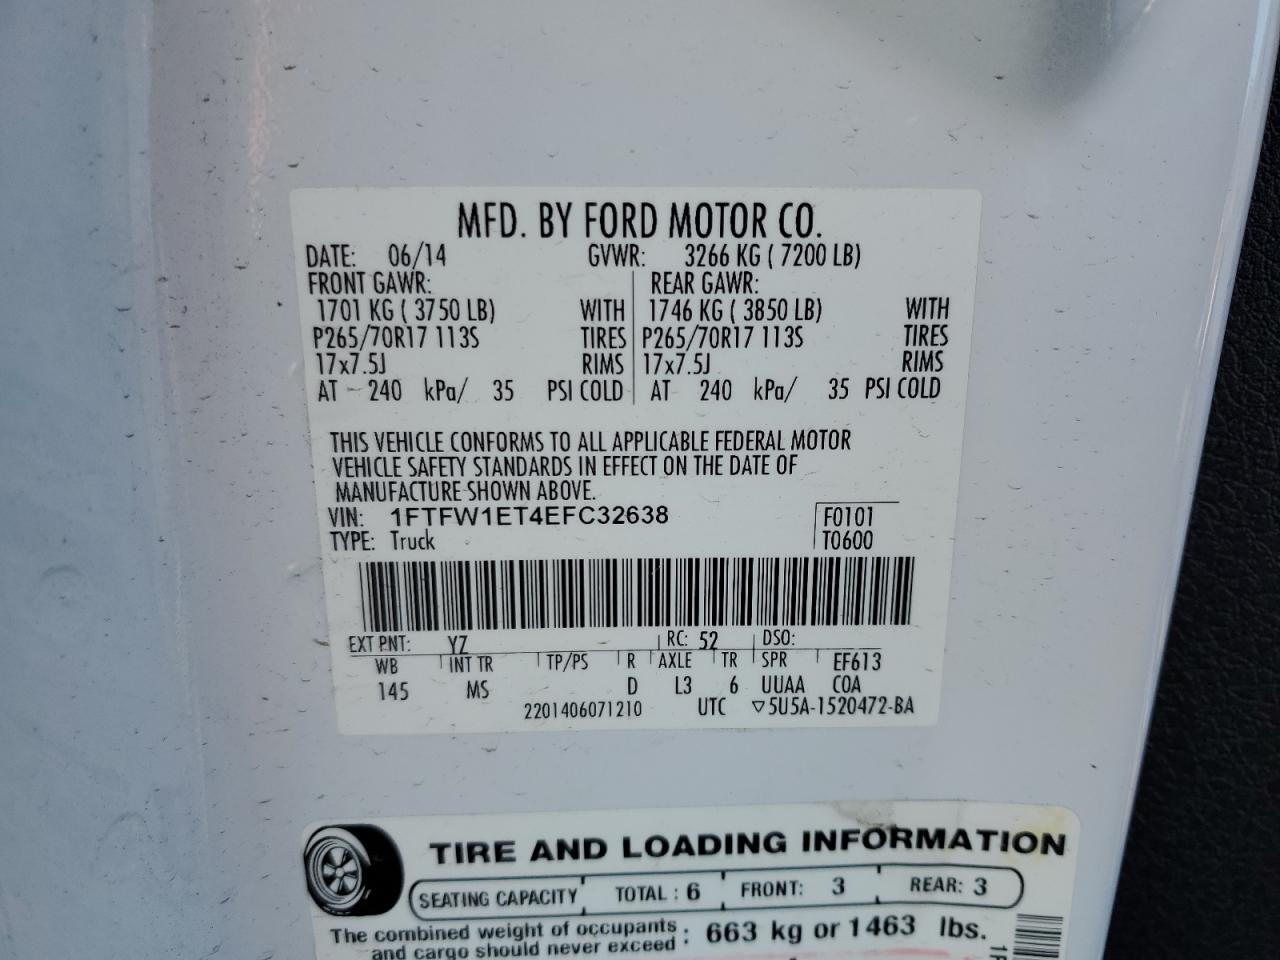 MFD. BY FORD MOTOR CO.
DATE: 06/14 GVWR: 3266 KG ( 7200 LB)
FRONT GAWR: REAR GAWR:
1701 KG ( 3750 LB) WITH 1746 KG ( 3850 LB) WITH
P265/70R17 113S TIRES P265/70R17 113S TIRES
17x7.5J RIMS 17x7.5J RIMS
AT 240 kPa/ 35 PSI COLD AT 240 kPa/ 35 PSI COLD
THIS VEHICLE CONFORMS TO ALL APPLICABLE FEDERAL MOTOR
VEHICLE SAFETY STANDARDS IN EFFECT ON THE DATE OF
MANUFACTURE SHOWN ABOVE.
VIN: 1FTFW1ET4EFC32638 F0101
TYPE: Truck T0600
EXT PNT: YZ RC: 52 DSO:
WB INT TR TP/PS R AXLE TR SPR EF613
145 MS D L3 6 UUAA COA
2201406071210 UTC ▽5U5A-1520472-BA
TIRE AND LOADING INFORMATION
SEATING CAPACITY TOTAL : 6 FRONT: 3 REAR: 3
The combined weight of occupants
and cargo should never exceed : 663 kg or 1463 lbs.